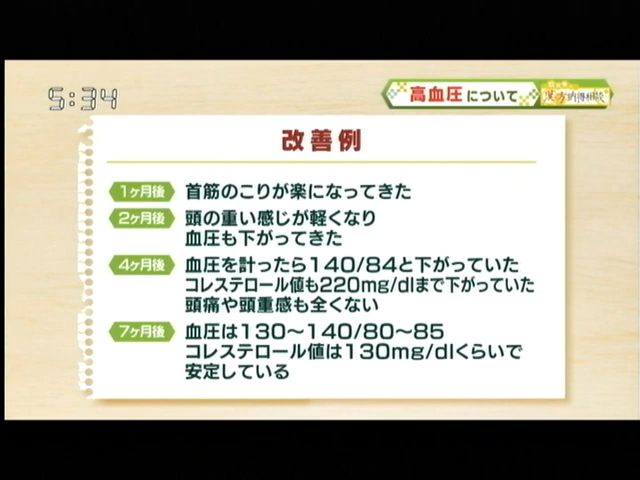 5:34
高血圧について
漢方納得相談
改善例
1ヶ月後 首筋のこりが楽になってきた
2ヶ月後 頭の重い感じが軽くなり
血圧も下がってきた
4ヶ月後 血圧を計ったら140/84と下がっていた
コレステロール値も220mg/dlまで下がっていた
頭痛や頭重感も全くない
7ヶ月後 血圧は130〜140/80〜85
コレステロール値は130mg/dlくらいで
安定している